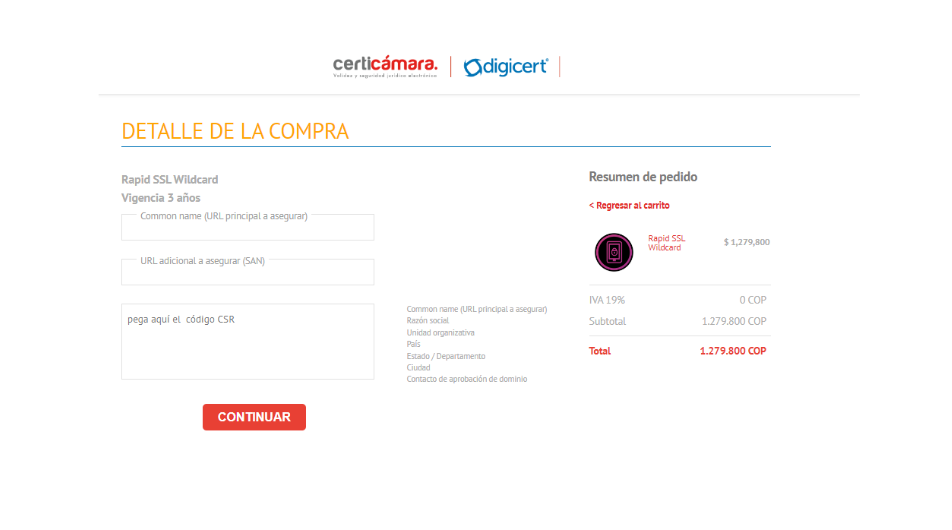 certicámara.
Validez y seguridad jurídica electrónica
digicert®
DETALLE DE LA COMPRA
Rapid SSL Wildcard
Vigencia 3 años
Common name (URL principal a asegurar)
URL adicional a asegurar (SAN)
pega aquí el código CSR
CONTINUAR
Common name (URL principal a asegurar)
Razón social
Unidad organizativa
País
Estado / Departamento
Ciudad
Contacto de aprobación de dominio
Resumen de pedido
< Regresar al carrito
Rapid SSL
Wildcard
$ 1,279,800
IVA 19% 0 COP
Subtotal 1.279.800 COP
Total 1.279.800 COP